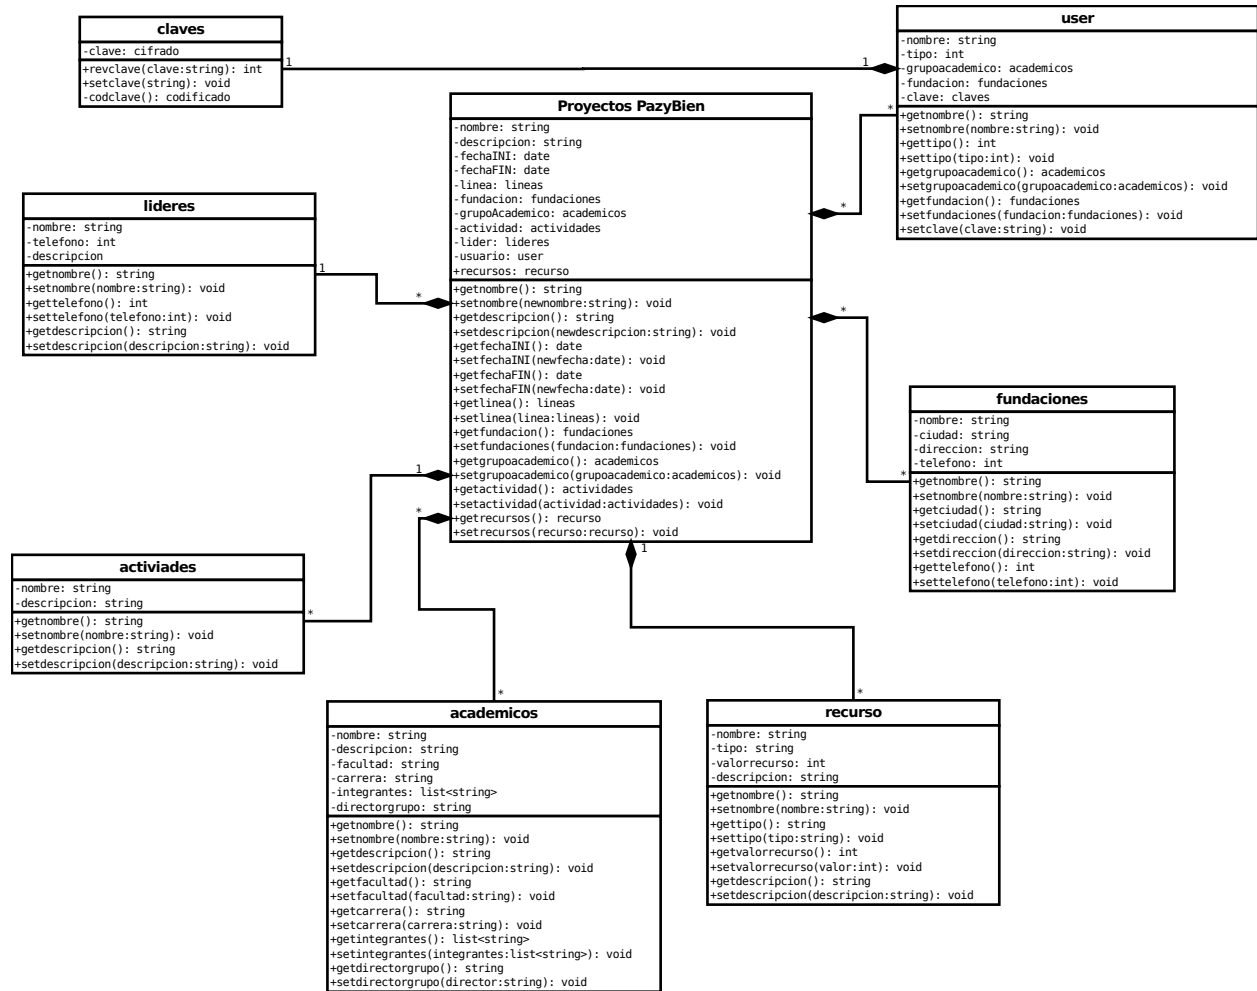 claves
-clave: cifrado
+revclave(clave:string): int
+setclave(string): void
-codclave(): codificado
1
1
user
-nombre: string
-tipo: int
-grupoacademico: academicos
-fundacion: fundaciones
-clave: claves
+getnombre(): string
+setnombre(nombre:string): void
+gettipo(): int
+settipo(tipo:int): void
+getgrupoacademico(): academicos
+setgrupoacademico(grupoacademico:academicos): void
+getfundacion(): fundaciones
+setfundaciones(fundacion:fundaciones): void
+setclave(clave:string): void
*
*
Proyectos PazyBien
-nombre: string
-descripcion: string
-fechaINI: date
-fechaFIN: date
-linea: lineas
-fundacion: fundaciones
-grupoAcademico: academicos
-actividad: actividades
-lider: lideres
-usuario: user
+recursos: recurso
+getnombre(): string
+setnombre(newnombre:string): void
+getdescripcion(): string
+setdescripcion(newdescripcion:string): void
+getfechaINI(): date
+setfechaINI(newfecha:date): void
+getfechaFIN(): date
+setfechaFIN(newfecha:date): void
+getlinea(): lineas
+setlinea(linea:lineas): void
+getfundacion(): fundaciones
+setfundaciones(fundacion:fundaciones): void
+getgrupoacademico(): academicos
+setgrupoacademico(grupoacademico:academicos): void
+getactividad(): actividades
+setactividad(actividad:actividades): void
+getrecursos(): recurso
+setrecursos(recurso:recurso): void
lideres
-nombre: string
-telefono: int
-descripcion
+getnombre(): string
+setnombre(nombre:string): void
+gettelefono(): int
+settelefono(telefono:int): void
+getdescripcion(): string
+setdescripcion(descripcion:string): void
1
*
*
*
fundaciones
-nombre: string
-ciudad: string
-direccion: string
-telefono: int
+getnombre(): string
+setnombre(nombre:string): void
+getciudad(): string
+setciudad(ciudad:string): void
+getdireccion(): string
+setdireccion(direccion:string): void
+gettelefono(): int
+settelefono(telefono:int): void
1
*
1
activiades
-nombre: string
-descripcion: string
+getnombre(): string
+setnombre(nombre:string): void
+getdescripcion(): string
+setdescripcion(descripcion:string): void
*
*
*
academicos
-nombre: string
-descripcion: string
-facultad: string
-carrera: string
-integrantes: list<string>
-directorgrupo: string
+getnombre(): string
+setnombre(nombre:string): void
+getdescripcion(): string
+setdescripcion(descripcion:string): void
+getfacultad(): string
+setfacultad(facultad:string): void
+getcarrera(): string
+setcarrera(carrera:string): void
+getintegrantes(): list<string>
+setintegrantes(integrantes:list<string>): void
+getdirectorgrupo(): string
+setdirectorgrupo(director:string): void
recurso
-nombre: string
-tipo: string
-valorrecurso: int
-descripcion: string
+getnombre(): string
+setnombre(nombre:string): void
+gettipo(): string
+settipo(tipo:string): void
+getvalorrecurso(): int
+setvalorrecurso(valor:int): void
+getdescripcion(): string
+setdescripcion(descripcion:string): void